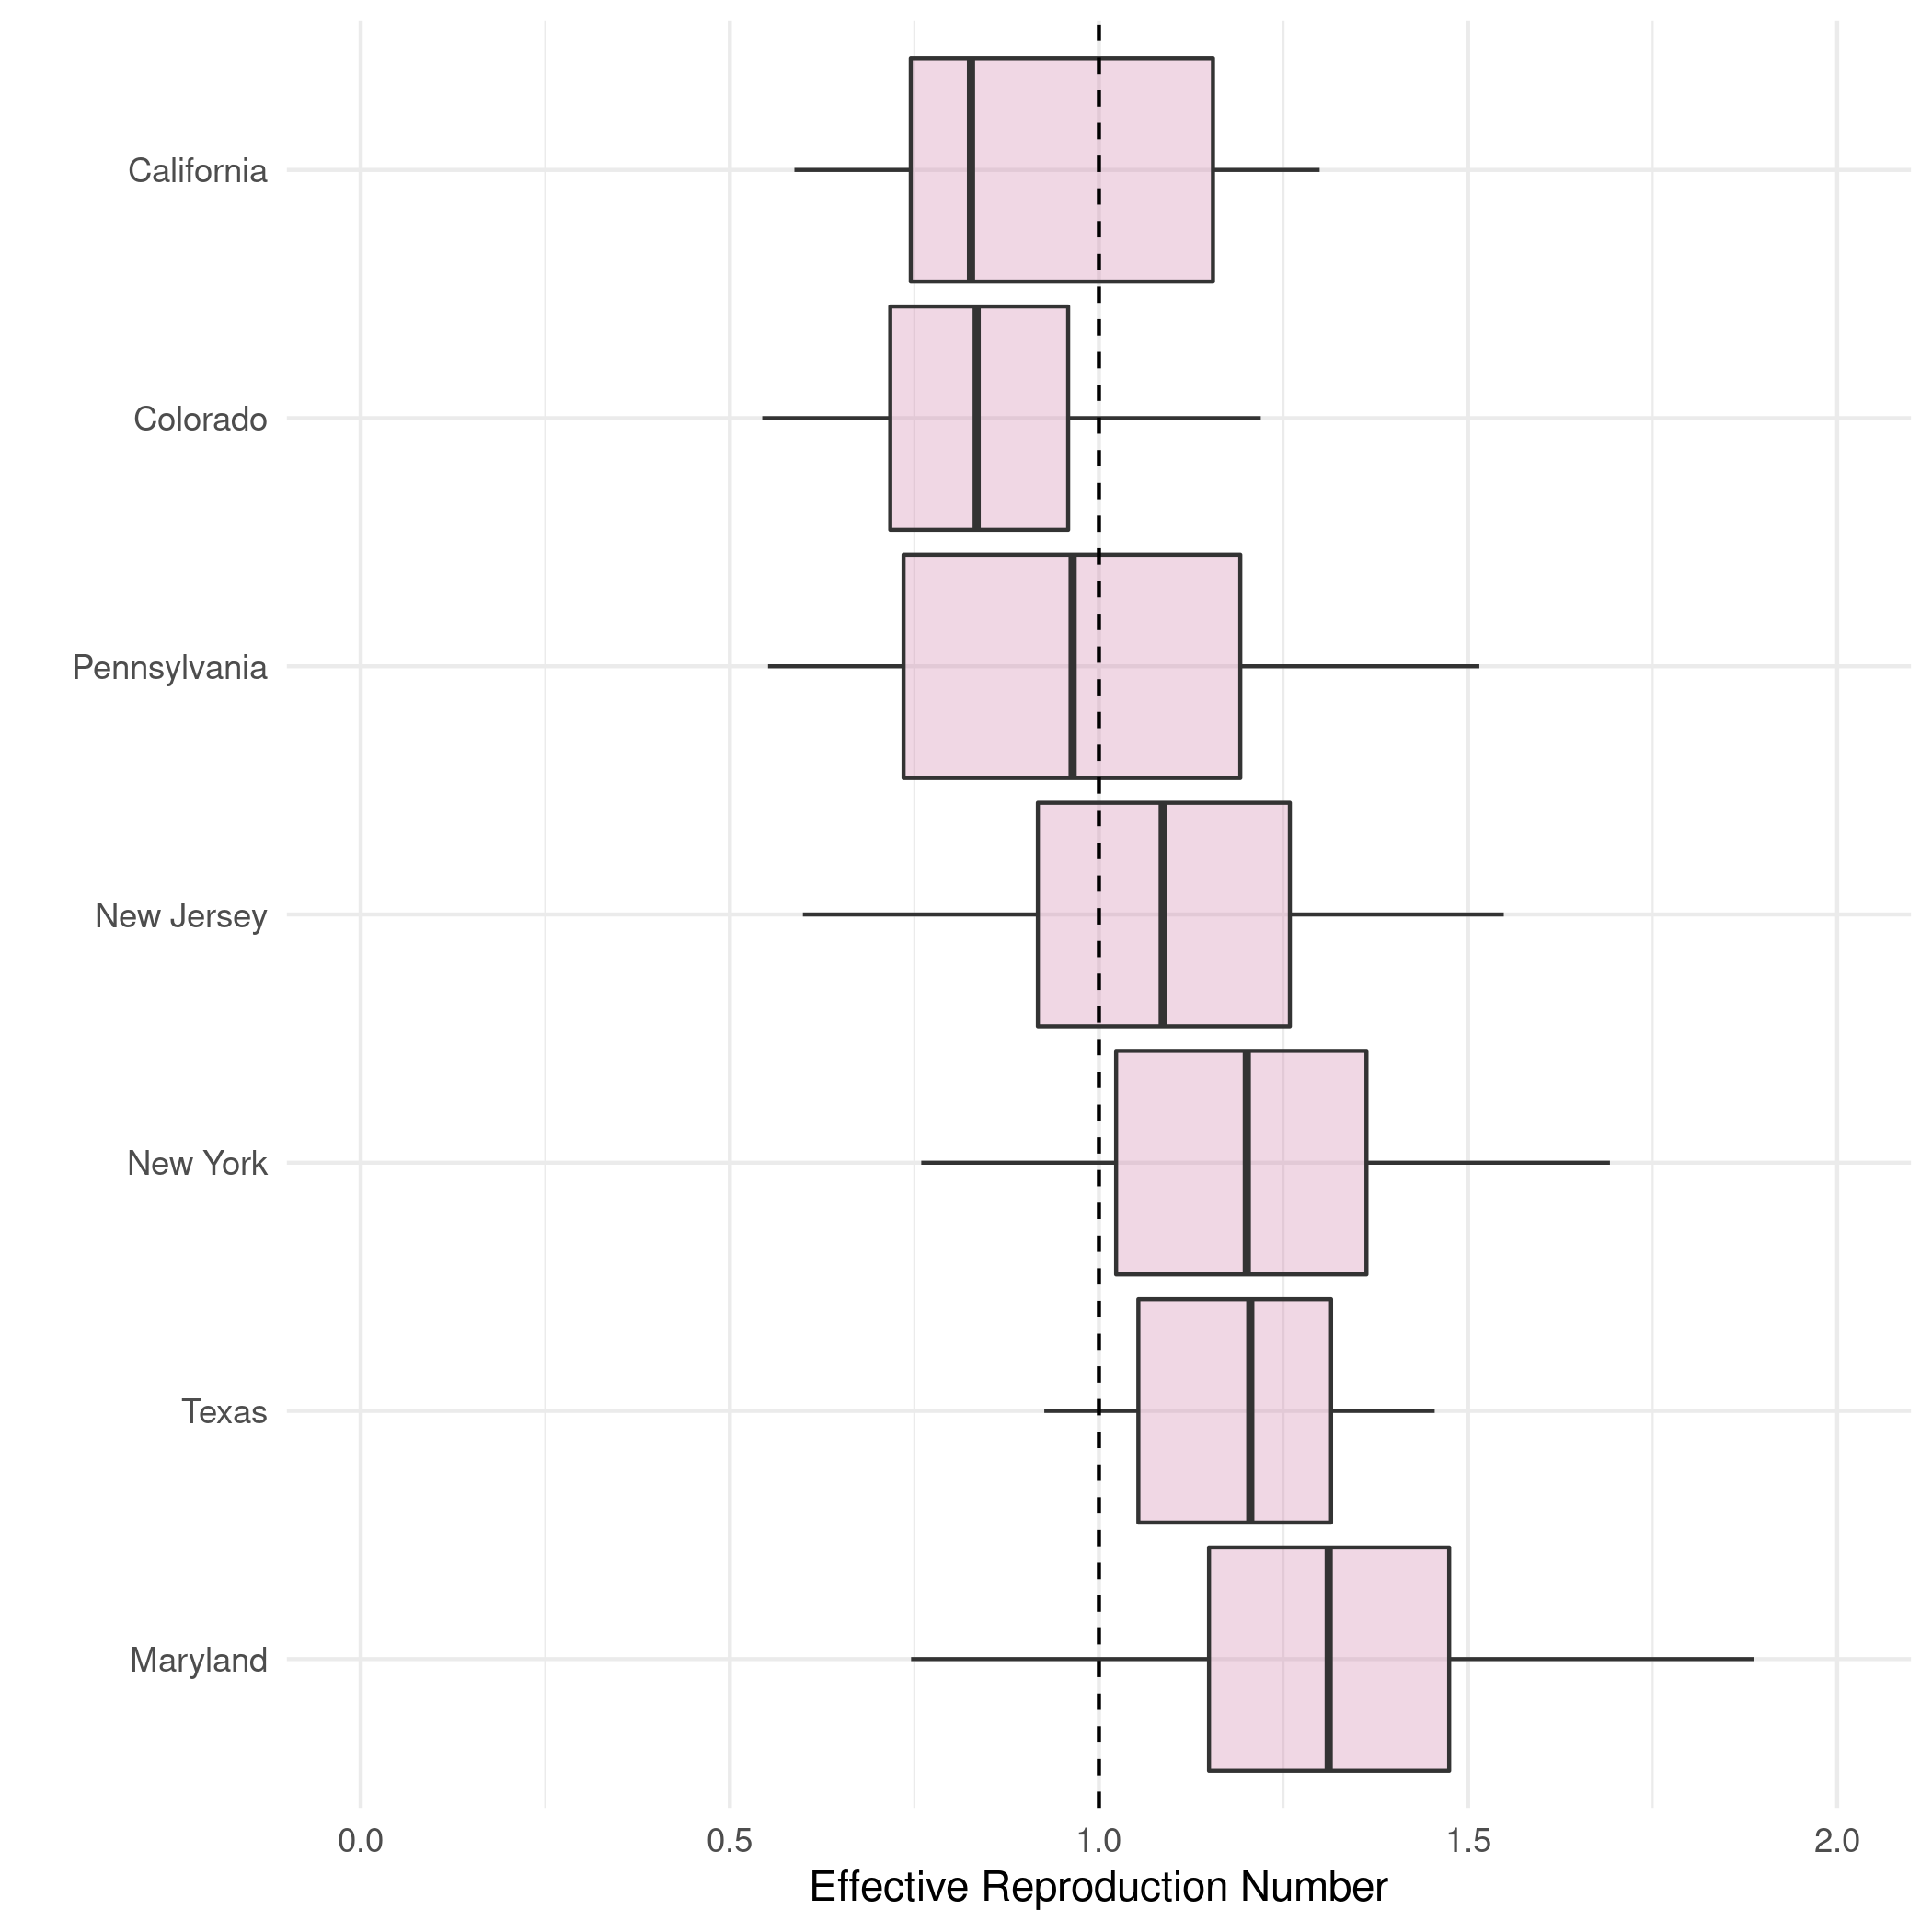 California
Colorado
Pennsylvania
New Jersey
New York
Texas
Maryland
0.0 0.5 1.0 1.5 2.0
Effective Reproduction Number